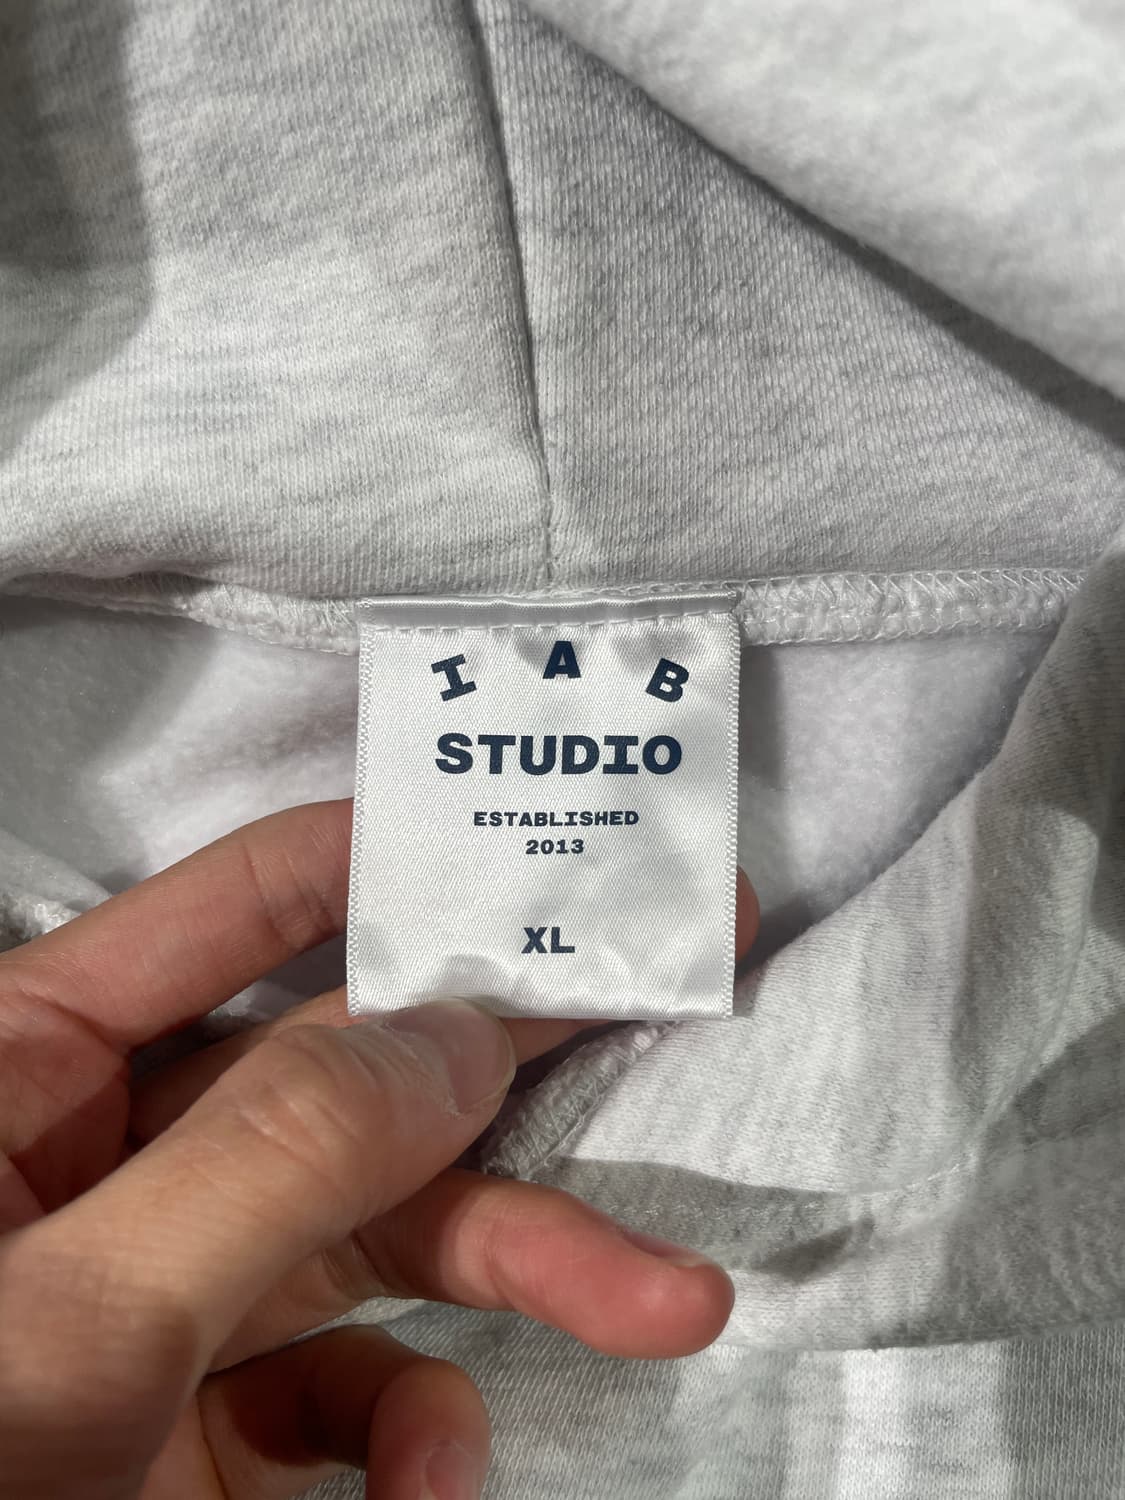 I A B
STUDIO
ESTABLISHED
2013
XL